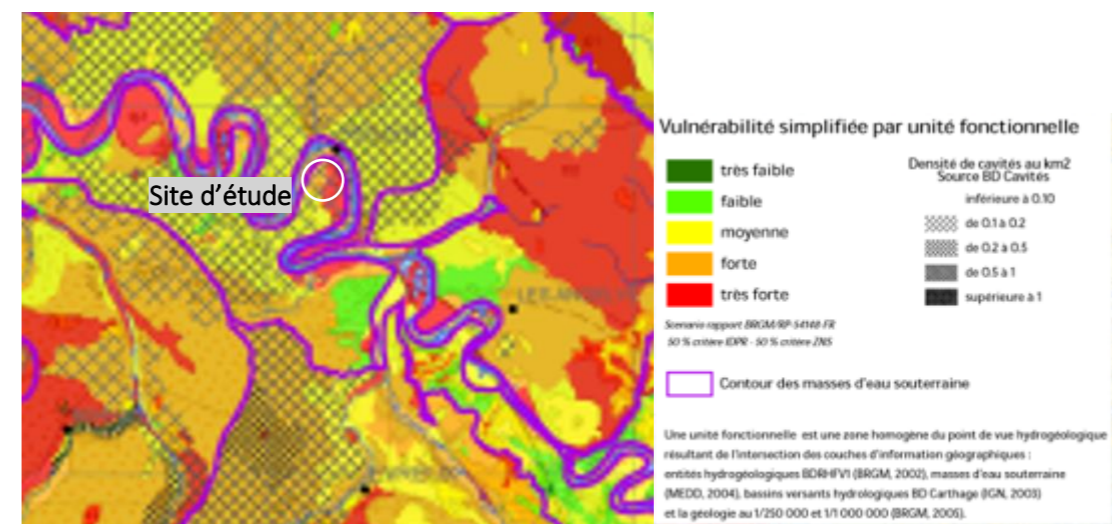 Site d'étude
Vulnérabilité simplifiée par unité fonctionnelle
très faible
faible
moyenne
forte
très forte
Densité de cavités au km2
Source BD Cavités
inférieure à 0.10
de 0.1 à 0.2
de 0.2 à 0.5
de 0.5 à 1
supérieure à 1
Scenario rapport BRGM/RP-54148-FR
50 % critère IDPR - 50 % critère ZNS
Contour des masses d'eau souterraine
Une unité fonctionnelle est une zone homogène du point de vue hydrogéologique
résultant de l'intersection des couches d'information géographiques :
entités hydrogéologiques BDRHFV1 (BRGM, 2002), masses d'eau souterraine
(MEDD, 2004), bassins versants hydrologiques BD Carthage (IGN, 2003)
et la géologie au 1/250 000 et 1/1 000 000 (BRGM, 2005).